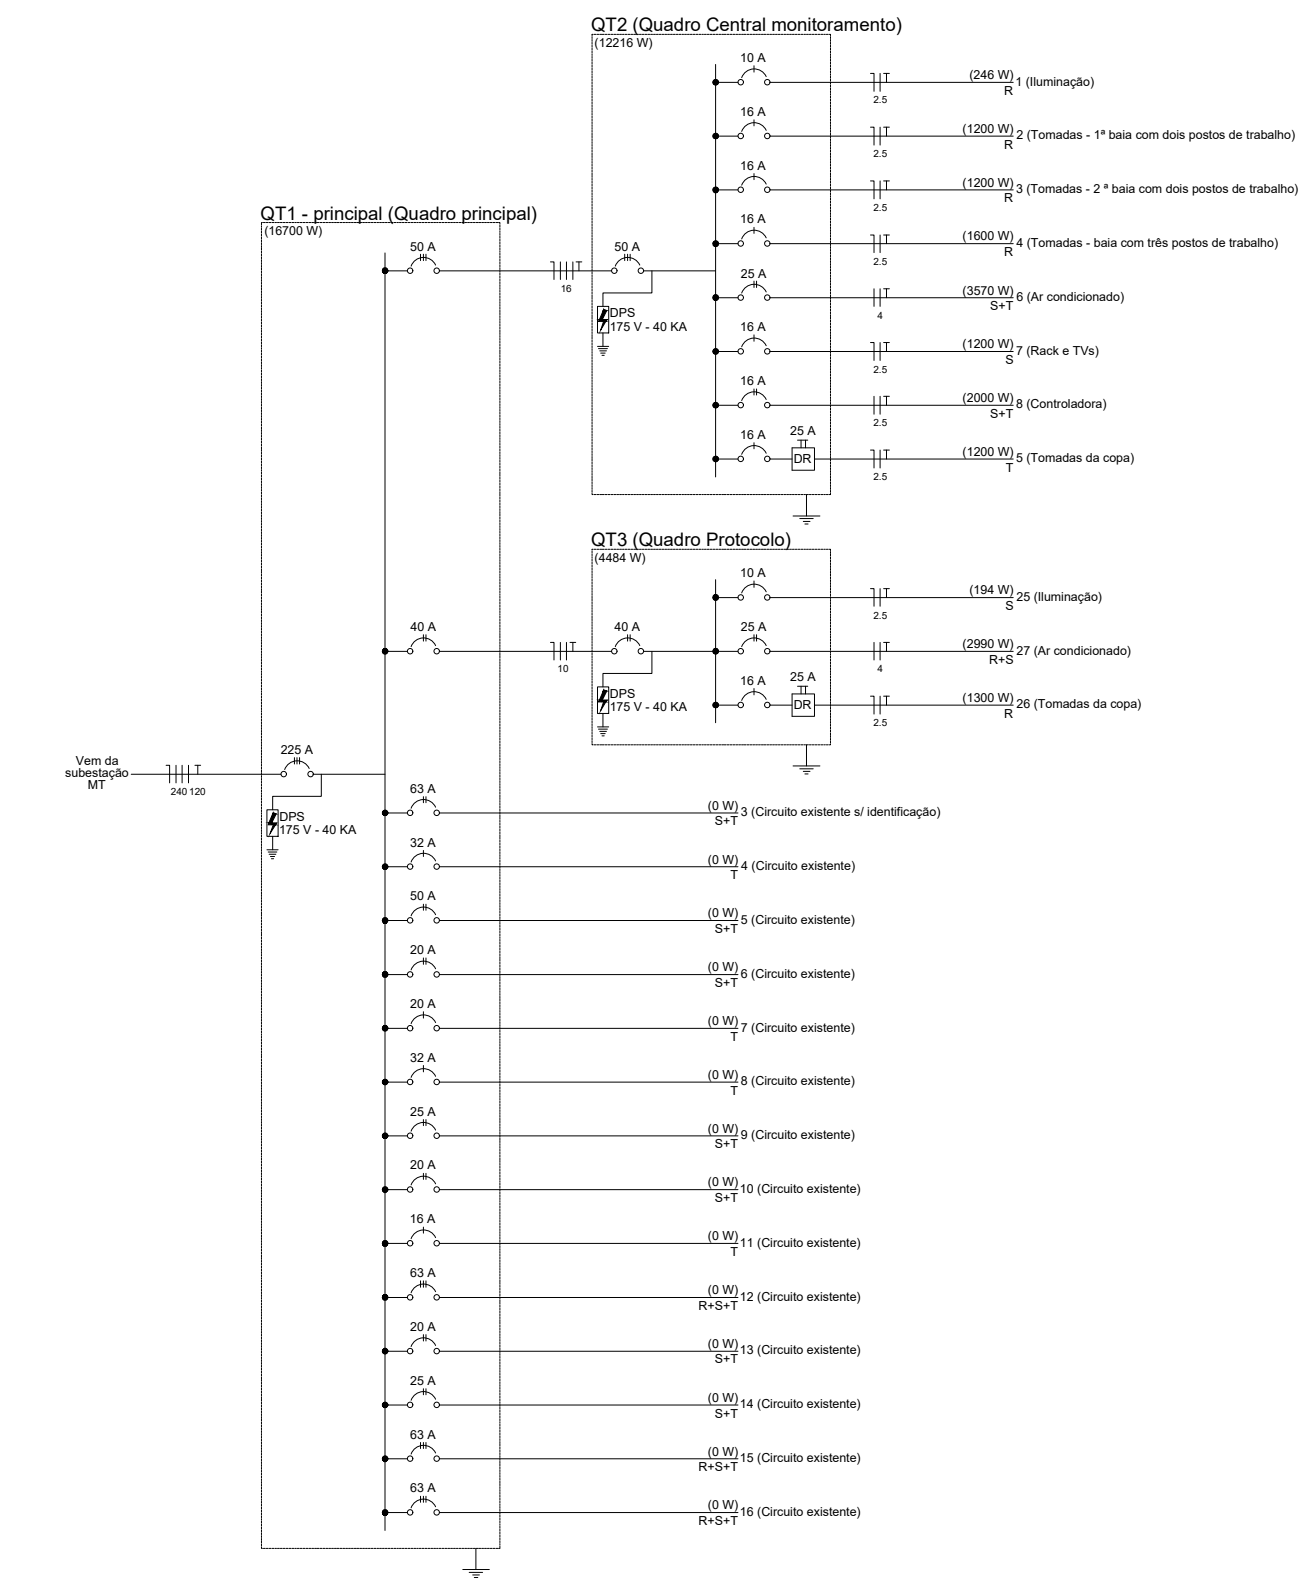 QT2 (Quadro Central monitoramento)
(12216 W)
10 A
2.5
(246 W)
R
1 (Iluminação)
16 A
2.5
(1200 W)
R
2 (Tomadas - 1ª baia com dois postos de trabalho)
16 A
2.5
(1200 W)
R
3 (Tomadas - 2 ª baia com dois postos de trabalho)
16 A
2.5
(1600 W)
R
4 (Tomadas - baia com três postos de trabalho)
25 A
4
(3570 W)
S+T
6 (Ar condicionado)
16 A
2.5
(1200 W)
S
7 (Rack e TVs)
16 A
2.5
(2000 W)
S+T
8 (Controladora)
16 A
25 A
DR
2.5
(1200 W)
T
5 (Tomadas da copa)
QT1 - principal (Quadro principal)
(16700 W)
50 A
16
50 A
DPS
175 V - 40 KA
QT3 (Quadro Protocolo)
(4484 W)
10 A
2.5
(194 W)
S
25 (Iluminação)
40 A
10
40 A
DPS
175 V - 40 KA
25 A
4
(2990 W)
R+S
27 (Ar condicionado)
16 A
25 A
DR
2.5
(1300 W)
R
26 (Tomadas da copa)
Vem da
subestação
MT
240 120
225 A
DPS
175 V - 40 KA
63 A
(0 W)
S+T
3 (Circuito existente s/ identificação)
32 A
(0 W)
T
4 (Circuito existente)
50 A
(0 W)
S+T
5 (Circuito existente)
20 A
(0 W)
S+T
6 (Circuito existente)
20 A
(0 W)
T
7 (Circuito existente)
32 A
(0 W)
T
8 (Circuito existente)
25 A
(0 W)
S+T
9 (Circuito existente)
20 A
(0 W)
S+T
10 (Circuito existente)
16 A
(0 W)
T
11 (Circuito existente)
63 A
(0 W)
R+S+T
12 (Circuito existente)
20 A
(0 W)
S+T
13 (Circuito existente)
25 A
(0 W)
S+T
14 (Circuito existente)
63 A
(0 W)
R+S+T
15 (Circuito existente)
63 A
(0 W)
R+S+T
16 (Circuito existente)